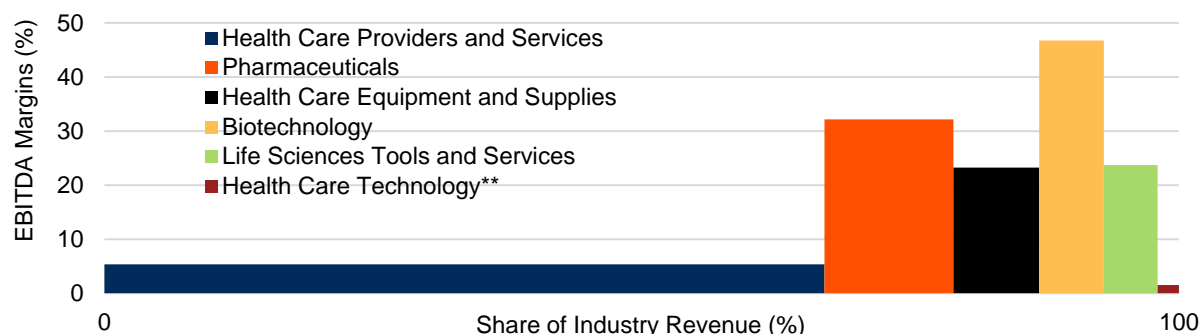 EBITDA Margins (%)
50
40
30
20
10
0
Health Care Providers and Services
Pharmaceuticals
Health Care Equipment and Supplies
Biotechnology
Life Sciences Tools and Services
Health Care Technology**
0
Share of Industry Revenue (%)
100